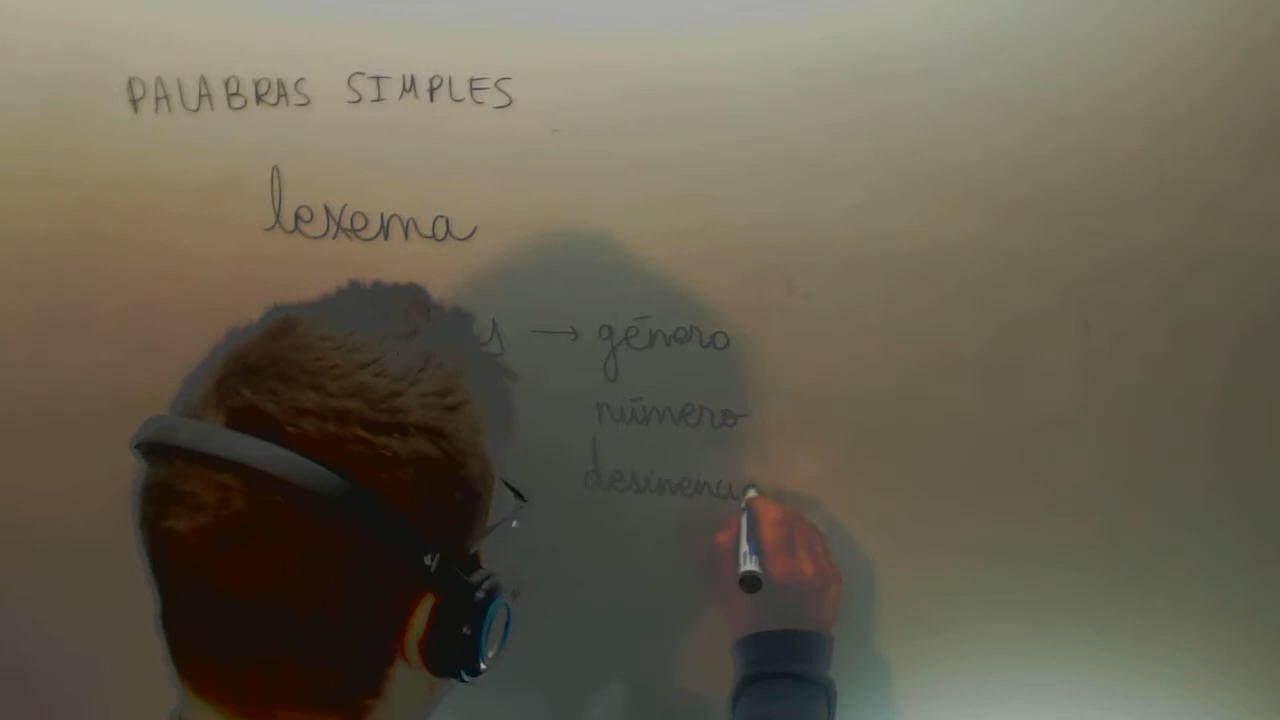 PALABRAS SIMPLES
lexema
→ género
número
desinencia